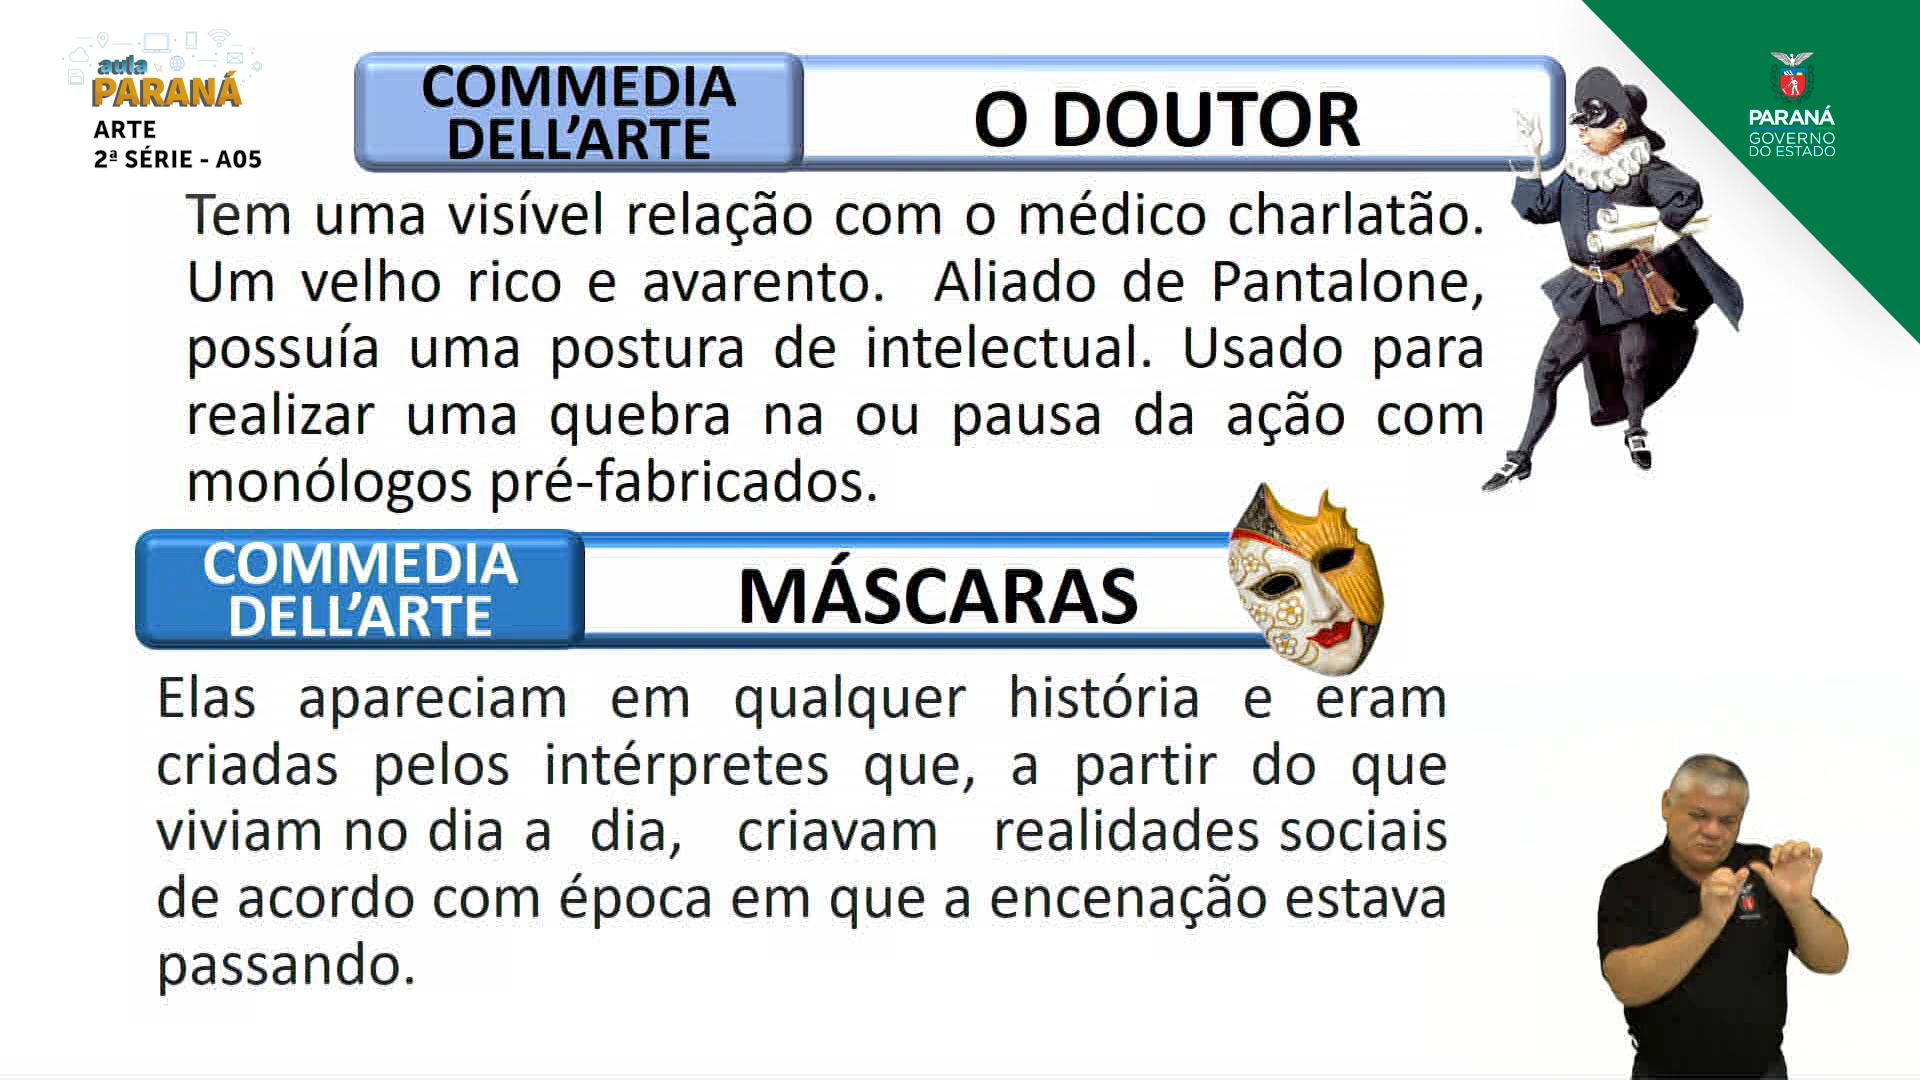 aula
PARANÁ
ARTE
2ª SÉRIE - A05
COMMEDIA
DELL’ARTE
O DOUTOR
PARANÁ
GOVERNO
DO ESTADO
Tem uma visível relação com o médico charlatão.
Um velho rico e avarento. Aliado de Pantalone,
possuía uma postura de intelectual. Usado para
realizar uma quebra na ou pausa da ação com
monólogos pré-fabricados.
COMMEDIA
DELL’ARTE
MÁSCARAS
Elas apareciam em qualquer história e eram
criadas pelos intérpretes que, a partir do que
viviam no dia a dia, criavam realidades sociais
de acordo com época em que a encenação estava
passando.